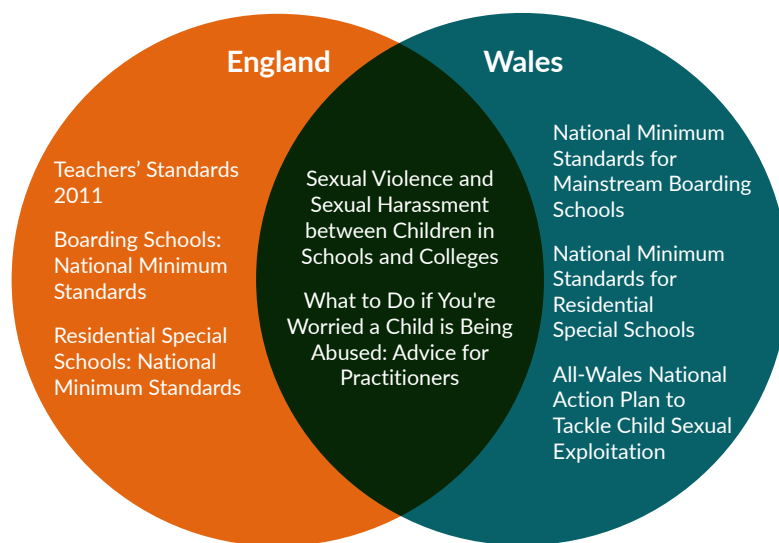 England
Teachers’ Standards
2011
Boarding Schools:
National Minimum
Standards
Residential Special
Schools: National
Minimum Standards
Sexual Violence and
Sexual Harassment
between Children in
Schools and Colleges
What to Do if You're
Worried a Child is Being
Abused: Advice for
Practitioners
Wales
National Minimum
Standards for
Mainstream Boarding
Schools
National Minimum
Standards for
Residential
Special Schools
All-Wales National
Action Plan to
Tackle Child Sexual
Exploitation